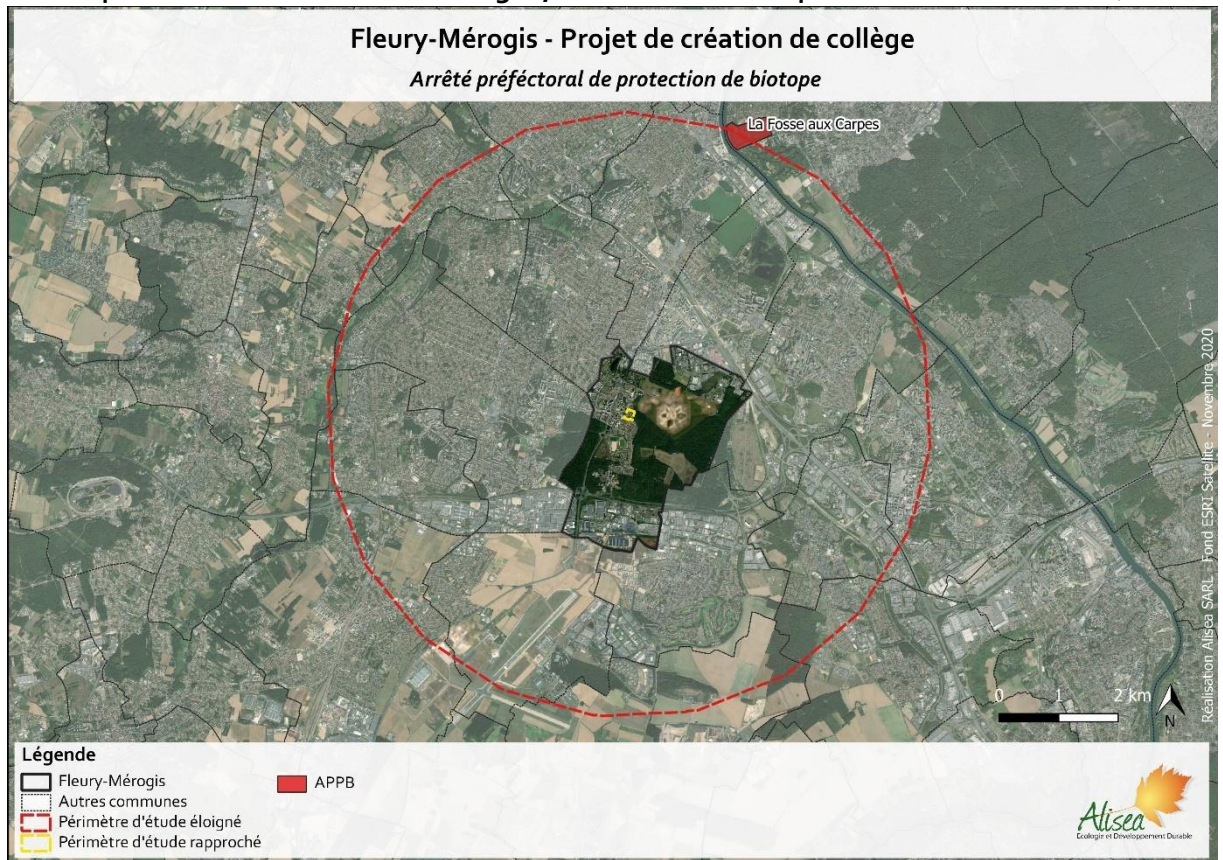 Fleury-Mérogis - Projet de création de collège
Arrêté préféctoral de protection de biotope
La Fosse aux Carpes
Réalisation Alisea SARL - Fond ESRI Satellite - Novembre 2020
0 1 2 km
N
Légende
Fleury-Mérogis
APPB
Autres communes
Périmètre d'étude éloigné
Périmètre d'étude rapproché
Alisea
Ecologie et Développement Durable